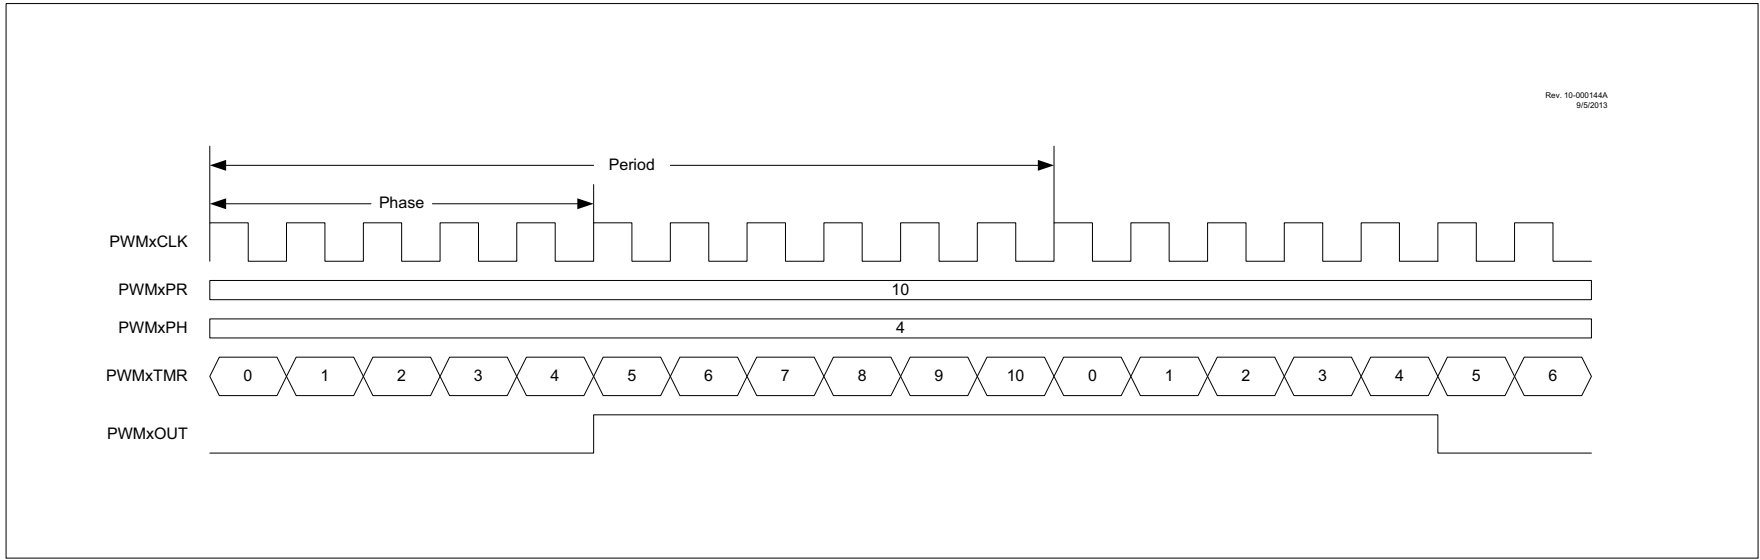 Rev. 10-000144A
9/5/2013
Period
Phase
PWMxCLK
PWMxPR 10
PWMxPH 4
PWMxTMR 0 1 2 3 4 5 6 7 8 9 10 0 1 2 3 4 5 6
PWMxOUT